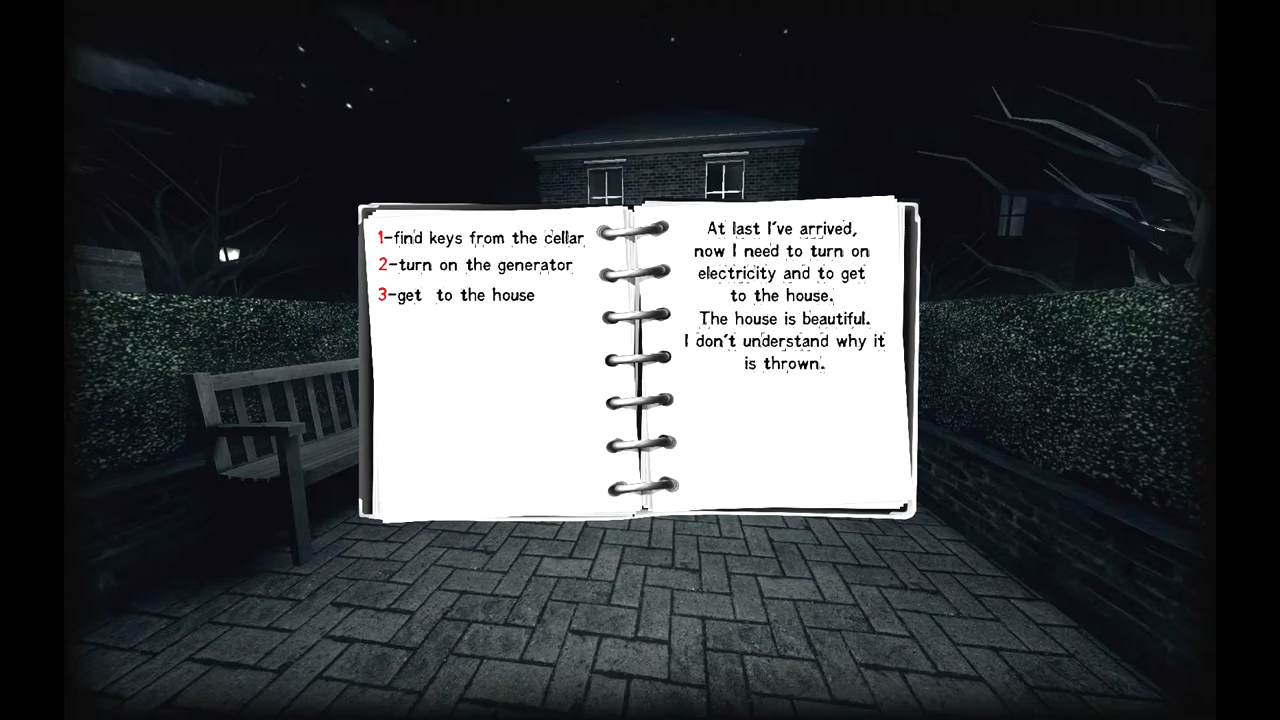 1-find keys from the cellar
2-turn on the generator
3-get to the house
At last I've arrived,
now I need to turn on
electricity and to get
to the house.
The house is beautiful.
I don't understand why it
is thrown.